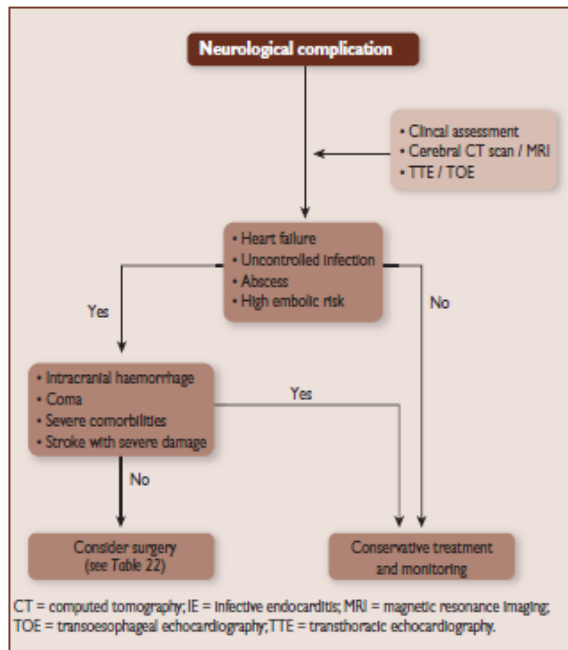 Neurological complication
• Clincal assessment
• Cerebral CT scan / MRI
• TTE / TOE
• Heart failure
• Uncontrolled infection
• Abscess
• High embolic risk
Yes
No
• Intracranial haemorrhage
• Coma
• Severe comorbilities
• Stroke with severe damage
Yes
No
Consider surgery
(see Table 22)
Conservative treatment
and monitoring
CT = computed tomography; IE = infective endocarditis; MRI = magnetic resonance imaging;
TOE = transoesophageal echocardiography; TTE = transthoracic echocardiography.